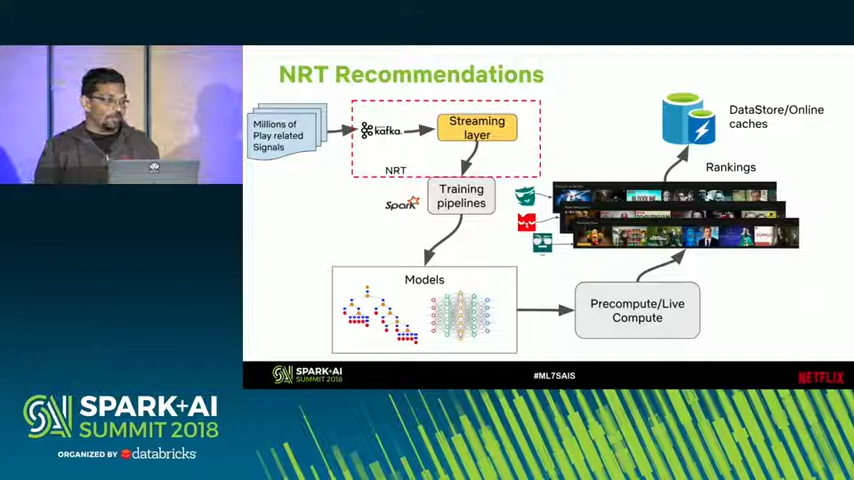 NRT Recommendations
Millions of
Play related
Signals
kafka
Streaming
layer
NRT
Spark
Training
pipelines
DataStore/Online
caches
Rankings
Models
Precompute/Live
Compute
SPARK+AI
SUMMIT 2018
#ML7SAIS
NETFLIX
SPARK+AI
SUMMIT 2018
ORGANIZED BY databricks